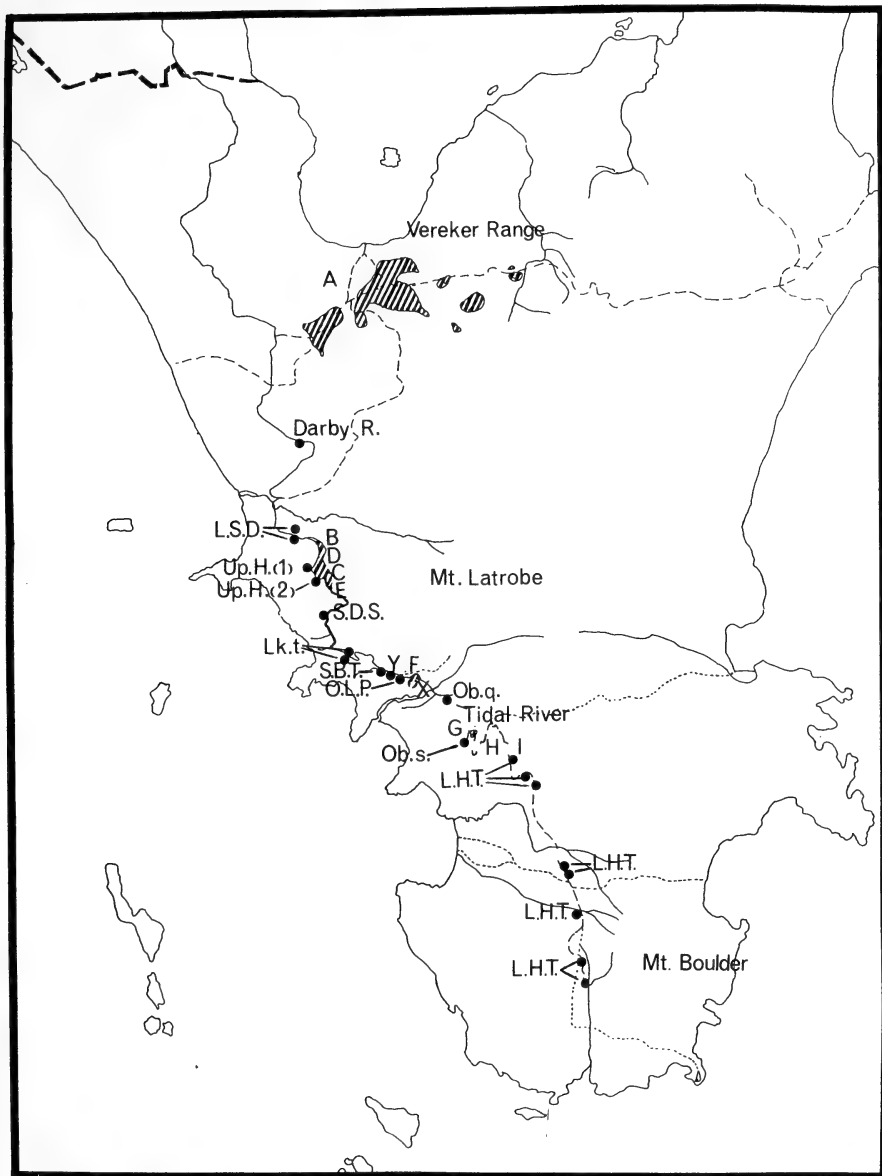 Vereker Range
A
Darby R.
L.S.D.
B
D
Up.H.(1)
C
Mt. Latrobe
Up.H.(2)
E
S.D.S.
Lk.t.
S.B.T.
Y
F
O.L.P.
Ob.q.
Tidal River
G
H
I
Ob.s.
L.H.T.
L.H.T.
L.H.T.
Mt. Boulder
L.H.T.